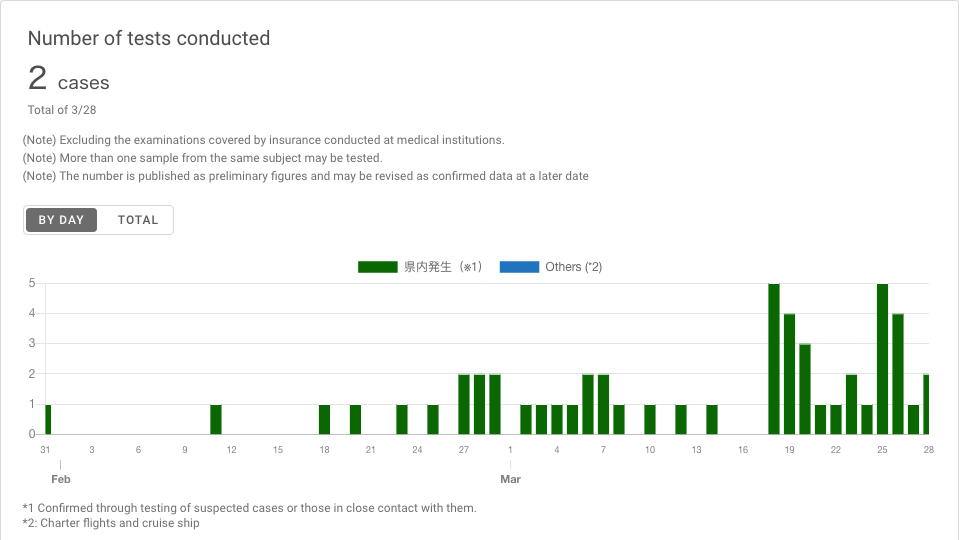 Number of tests conducted
2 cases
Total of 3/28
(Note) Excluding the examinations covered by insurance conducted at medical institutions.
(Note) More than one sample from the same subject may be tested.
(Note) The number is published as preliminary figures and may be revised as confirmed data at a later date
BY DAY TOTAL
県内発生（※1） Others (*2)
5
4
3
2
1
0
31 3 6 9 12 15 18 21 24 27 1 4 7 10 13 16 19 22 25 28
Feb Mar
*1 Confirmed through testing of suspected cases or those in close contact with them.
*2: Charter flights and cruise ship